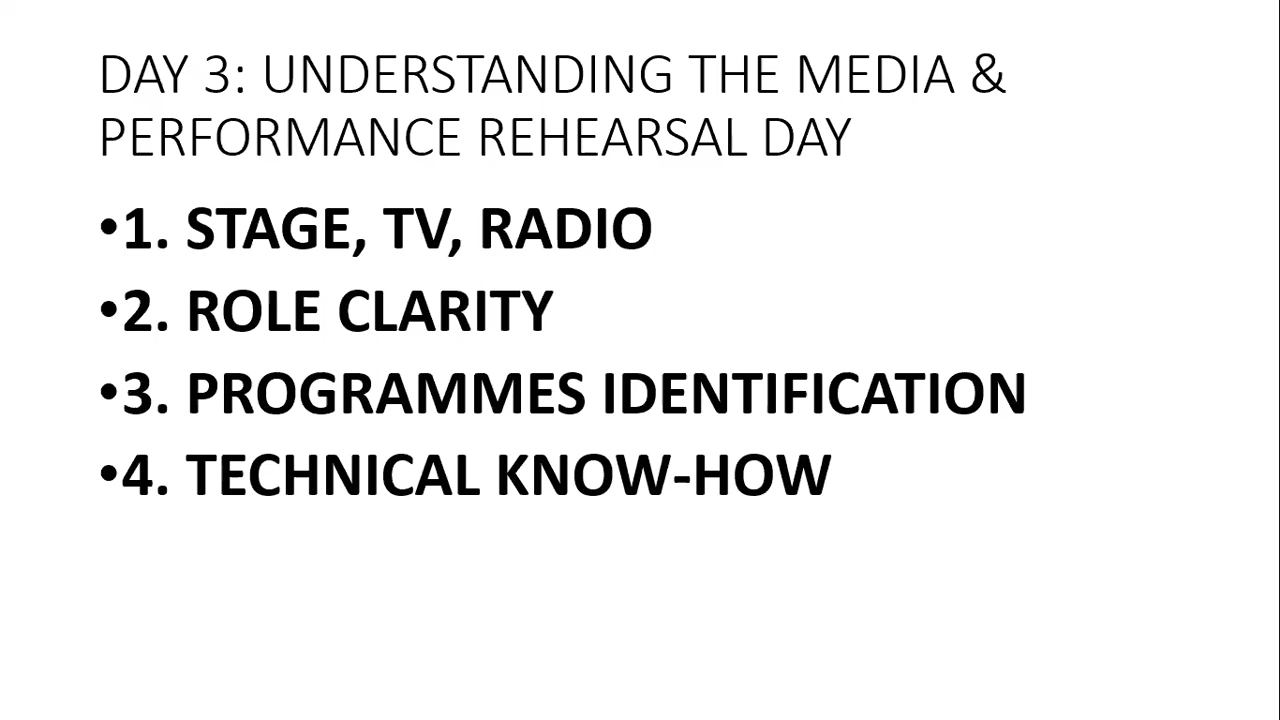 DAY 3: UNDERSTANDING THE MEDIA &
PERFORMANCE REHEARSAL DAY
•1. STAGE, TV, RADIO
•2. ROLE CLARITY
•3. PROGRAMMES IDENTIFICATION
•4. TECHNICAL KNOW-HOW